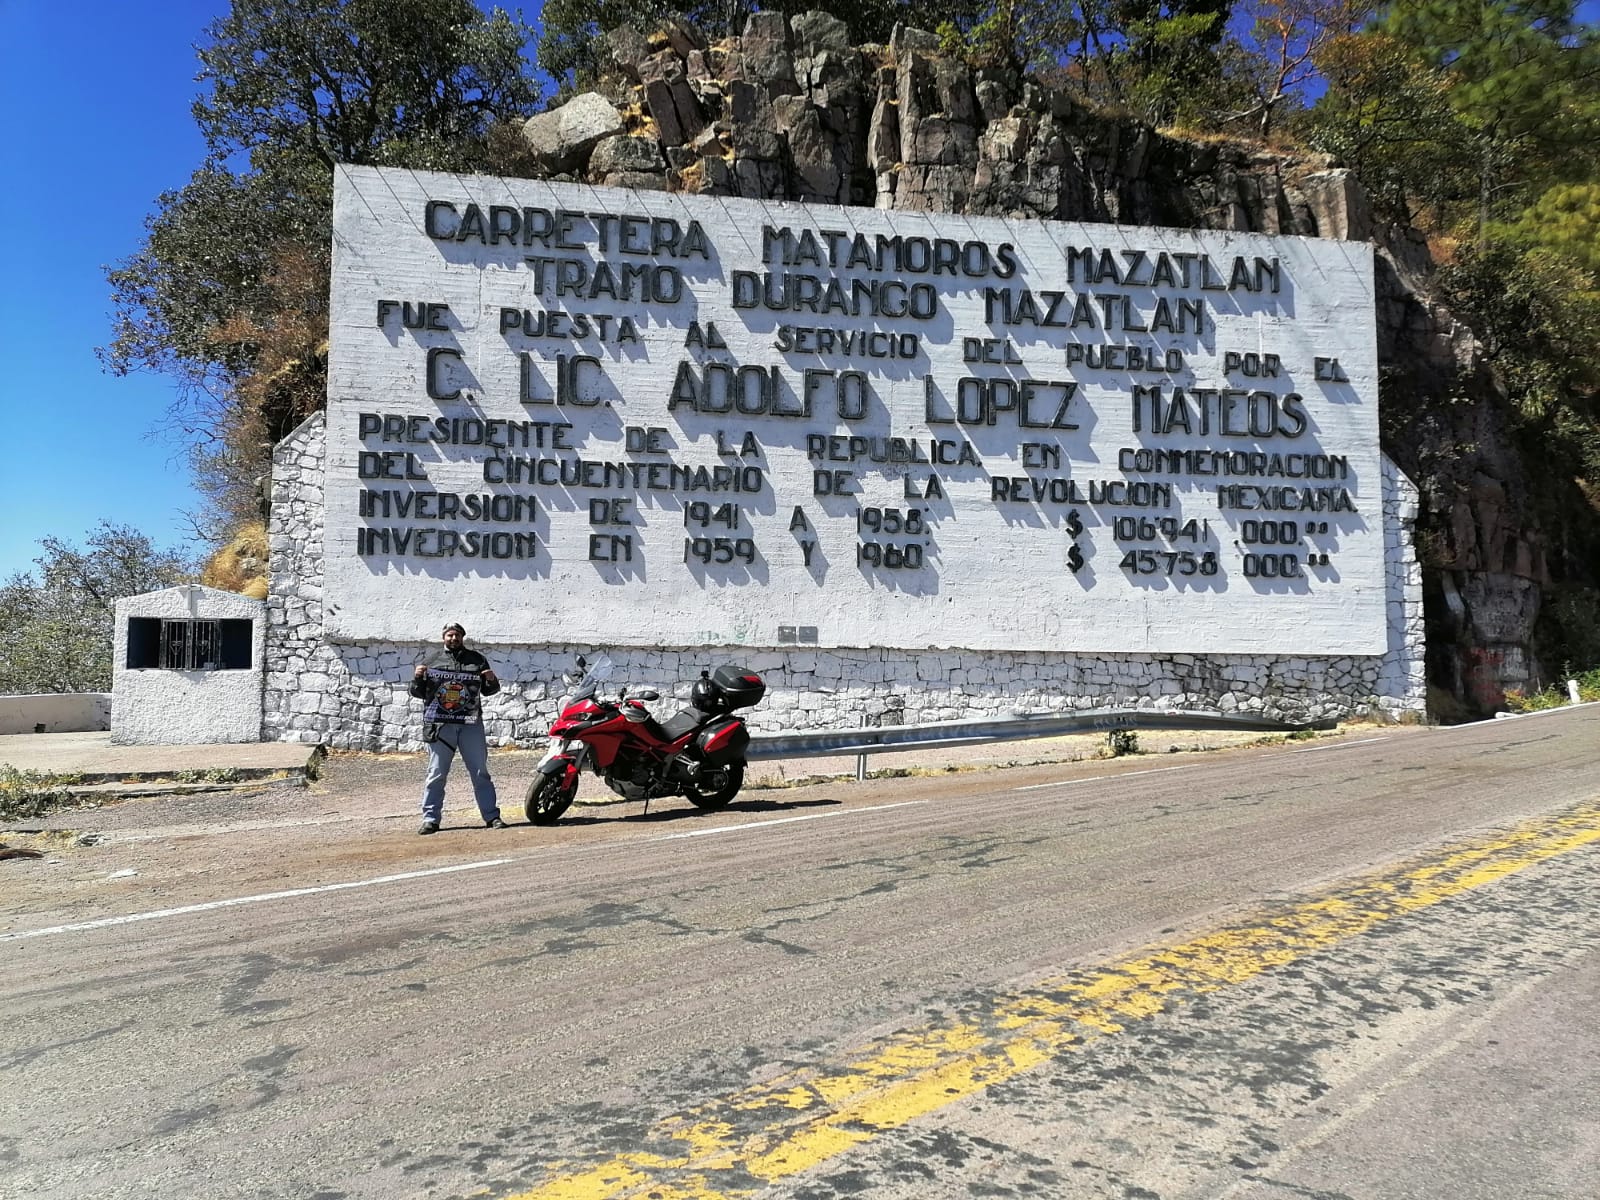 CARRETERA MATAMOROS MAZATLAN
TRAMO DURANGO MAZATLAN
FUE PUESTA AL SERVICIO DEL PUEBLO POR EL
C. LIC. ADOLFO LOPEZ MATEOS
PRESIDENTE DE LA REPUBLICA. EN CONMEMORACION
DEL CINCUENTENARIO DE LA REVOLUCION MEXICANA.
INVERSION DE 1941 A 1958: $ 106'941 000."
INVERSION EN 1959 Y 1960: $ 45'758 000."